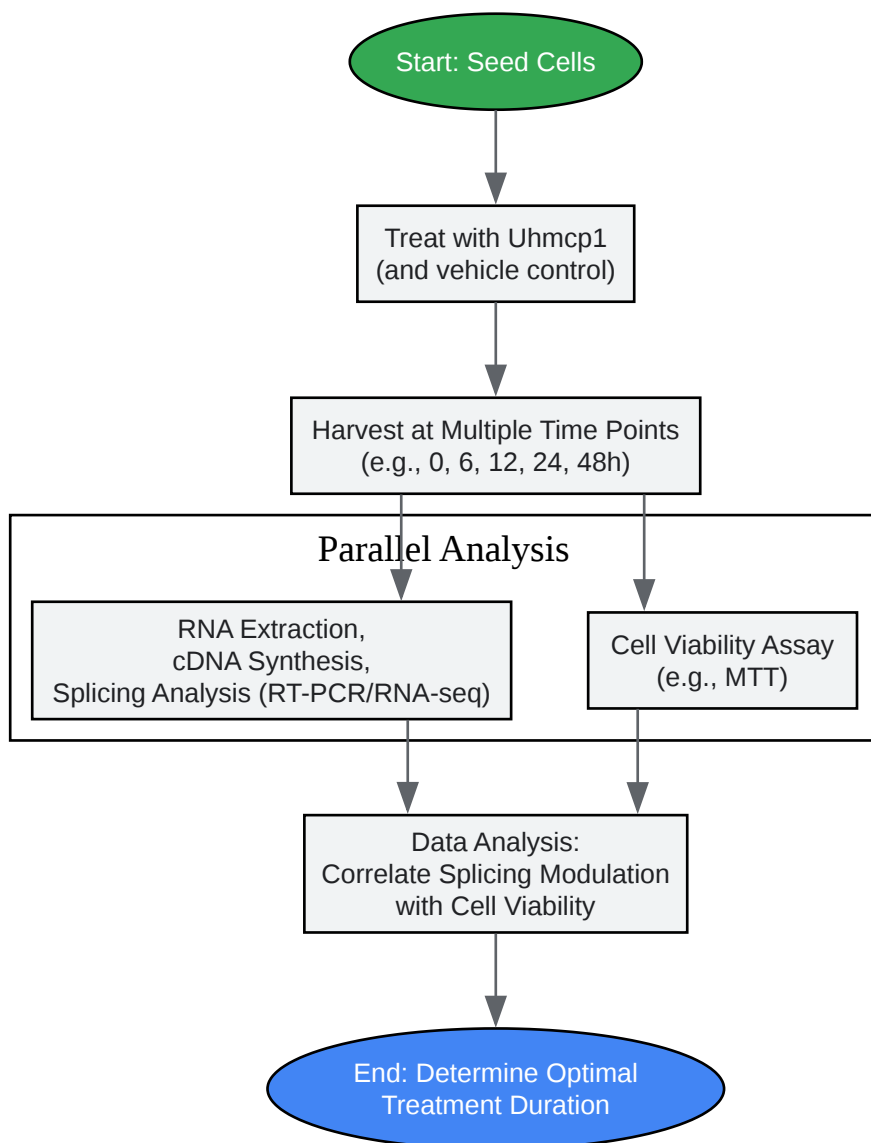 Start: Seed Cells
Treat with Uhmcp1
(and vehicle control)
Harvest at Multiple Time Points
(e.g., 0, 6, 12, 24, 48h)
Parallel Analysis
RNA Extraction,
cDNA Synthesis,
Splicing Analysis (RT-PCR/RNA-seq)
Cell Viability Assay
(e.g., MTT)
Data Analysis:
Correlate Splicing Modulation
with Cell Viability
End: Determine Optimal
Treatment Duration